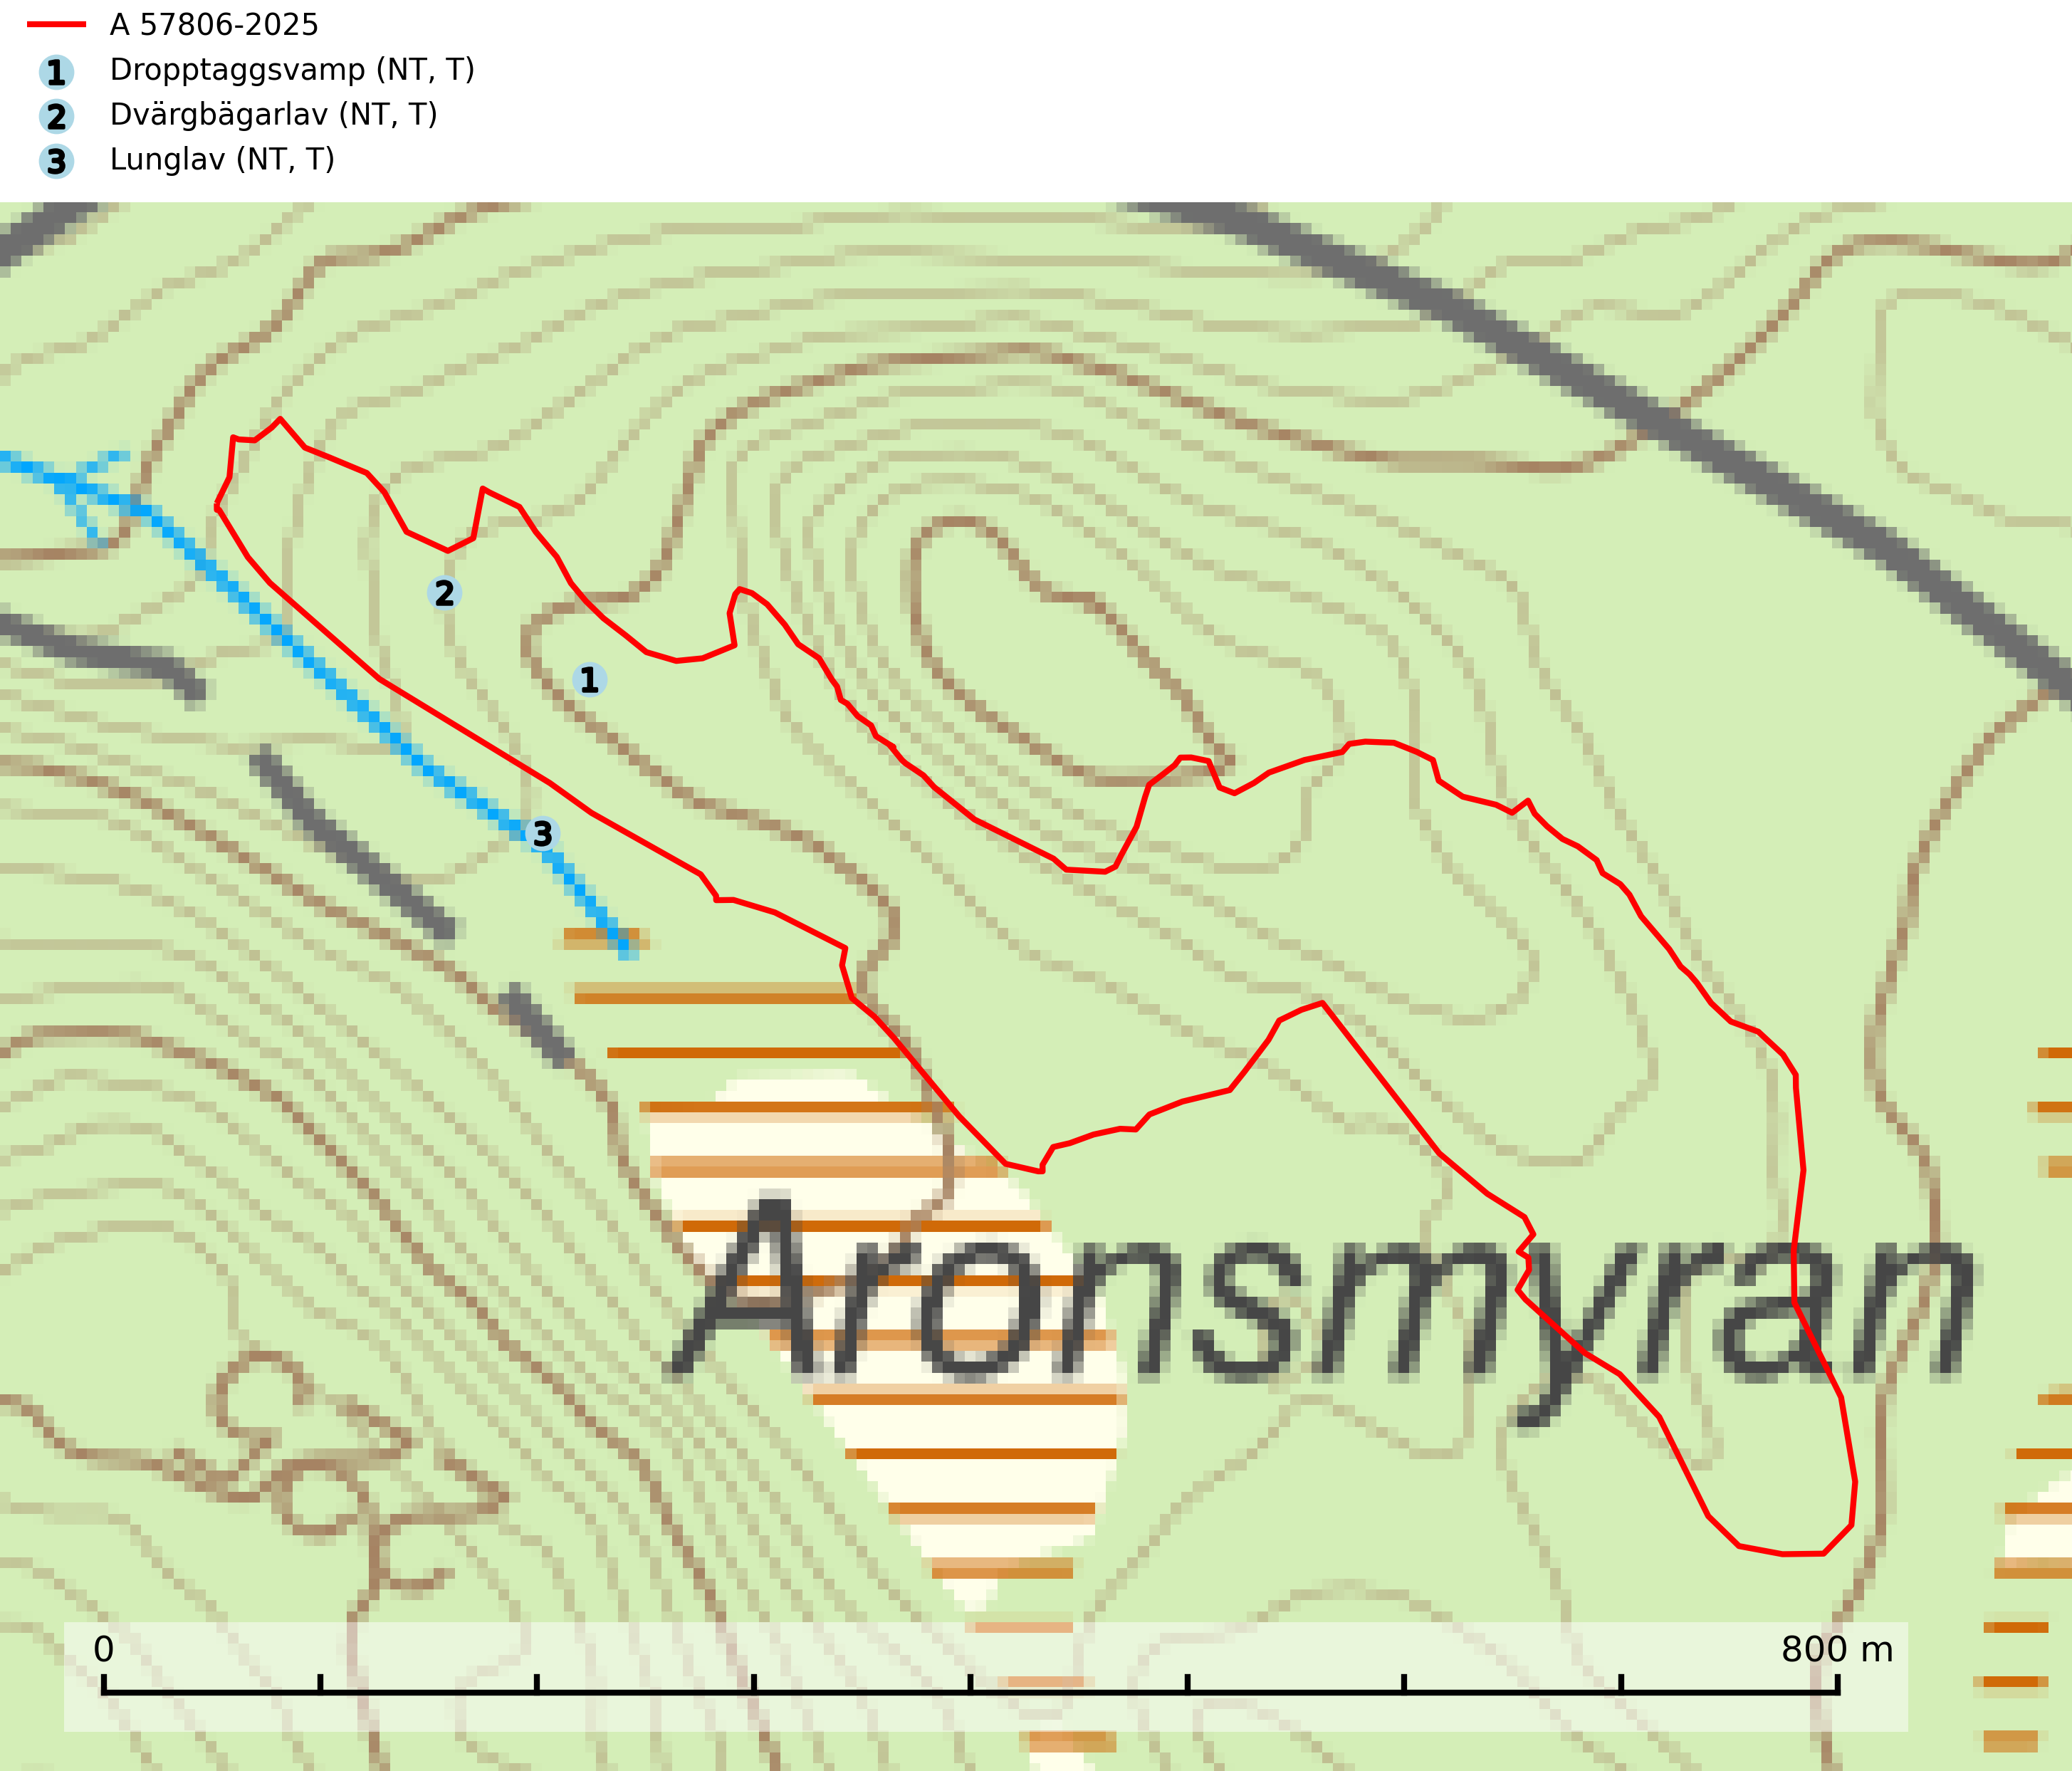 A 57806-2025
1 Dropptaggsvamp (NT, T)
2 Dvärgbägarlav (NT, T)
3 Lunglav (NT, T)
2
1
3
Aronsmyran
0 800 m